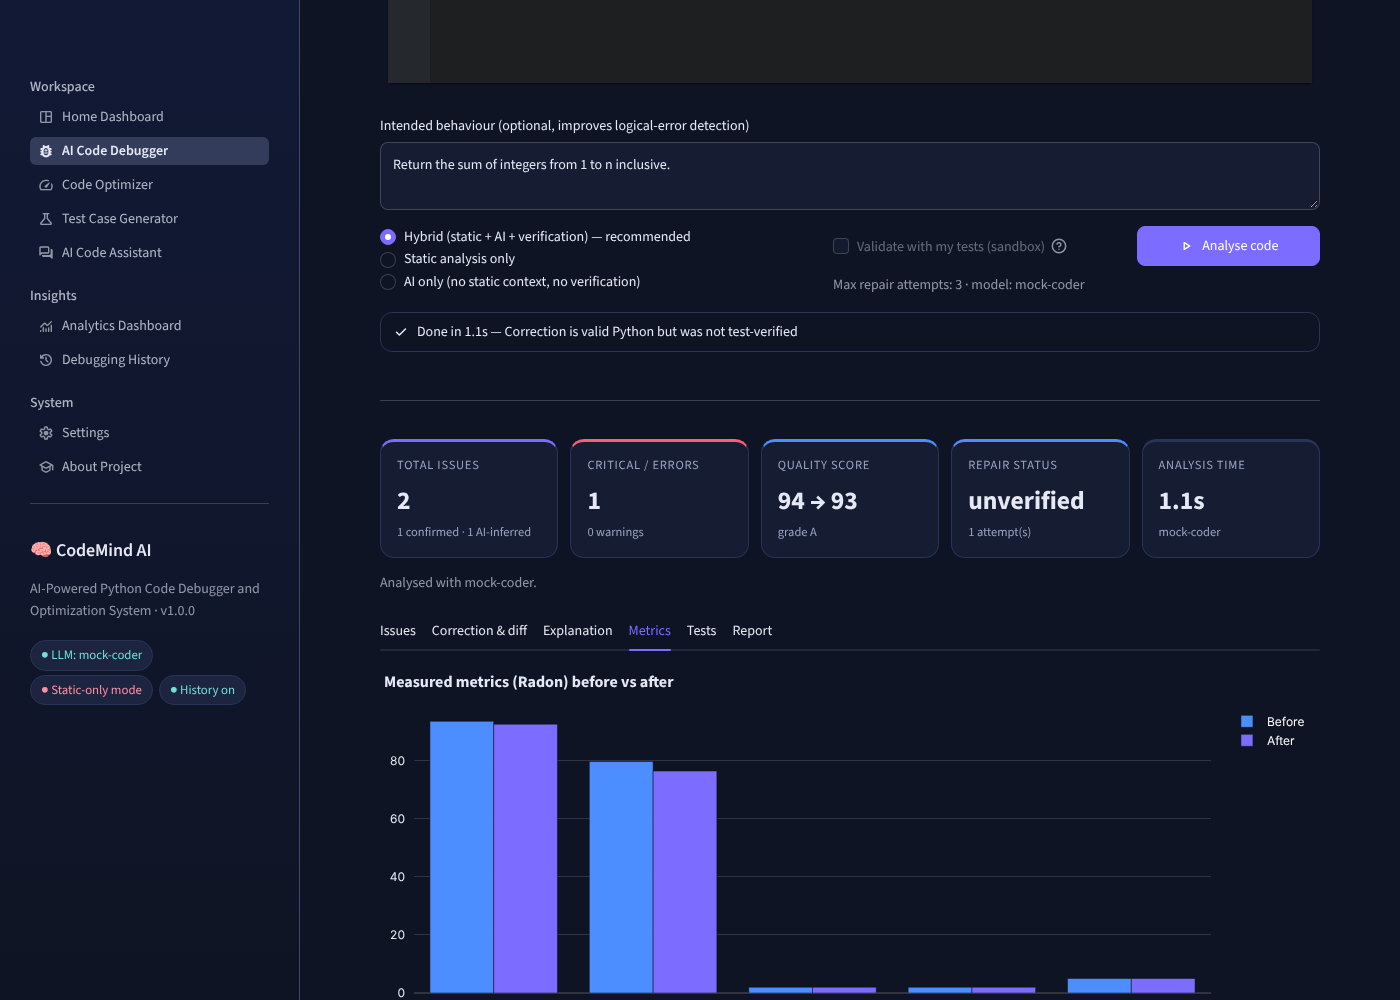 Workspace
Home Dashboard
AI Code Debugger
Code Optimizer
Test Case Generator
AI Code Assistant
Insights
Analytics Dashboard
Debugging History
System
Settings
About Project
🧠 CodeMind AI
AI-Powered Python Code Debugger and
Optimization System · v1.0.0
LLM: mock-coder
Static-only mode
History on
Intended behaviour (optional, improves logical-error detection)
Return the sum of integers from 1 to n inclusive.
Hybrid (static + AI + verification) — recommended
Static analysis only
AI only (no static context, no verification)
Validate with my tests (sandbox)
Max repair attempts: 3 · model: mock-coder
Analyse code
Done in 1.1s — Correction is valid Python but was not test-verified
TOTAL ISSUES
2
1 confirmed · 1 AI-inferred
CRITICAL / ERRORS
1
0 warnings
QUALITY SCORE
94 → 93
grade A
REPAIR STATUS
unverified
1 attempt(s)
ANALYSIS TIME
1.1s
mock-coder
Analysed with mock-coder.
Issues
Correction & diff
Explanation
Metrics
Tests
Report
Measured metrics (Radon) before vs after
Before
After
80
60
40
20
0